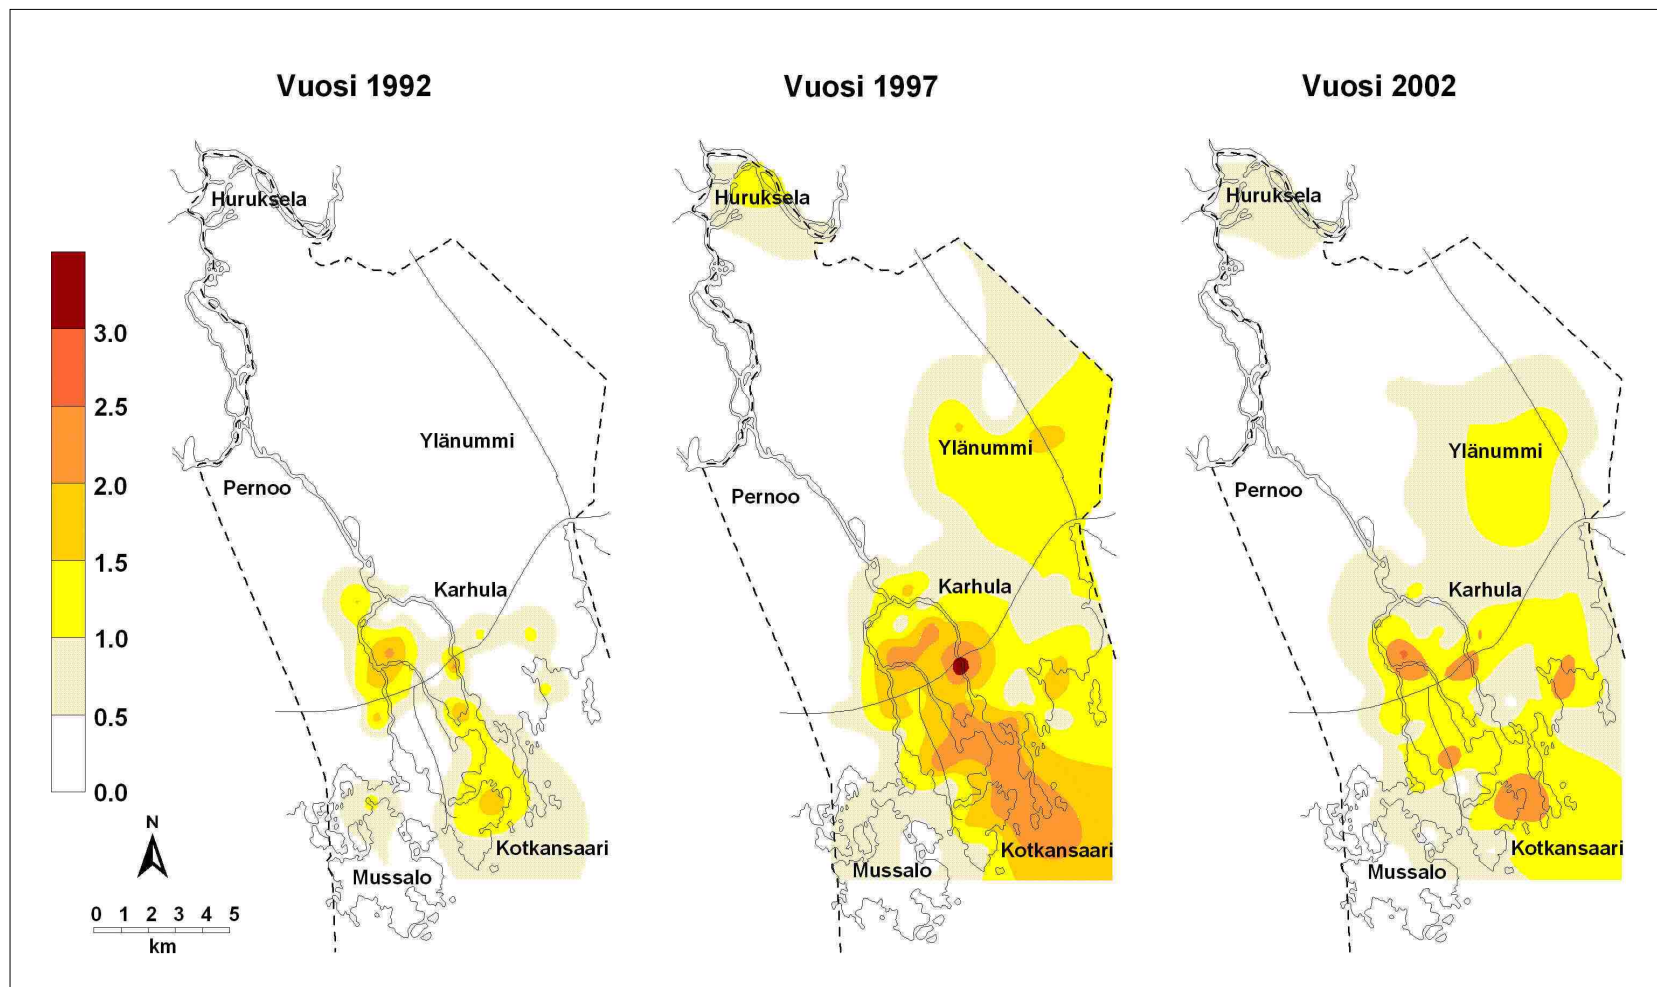 Vuosi 1992
Vuosi 1997
Vuosi 2002
Huruksela
Ylänummi
Pernoo
Karhula
Kotkansaari
Mussalo
Huruksela
Ylänummi
Pernoo
Karhula
Kotkansaari
Mussalo
Huruksela
Ylänummi
Pernoo
Karhula
Kotkansaari
Mussalo
3.0
2.5
2.0
1.5
1.0
0.5
0.0
N
0 1 2 3 4 5
km